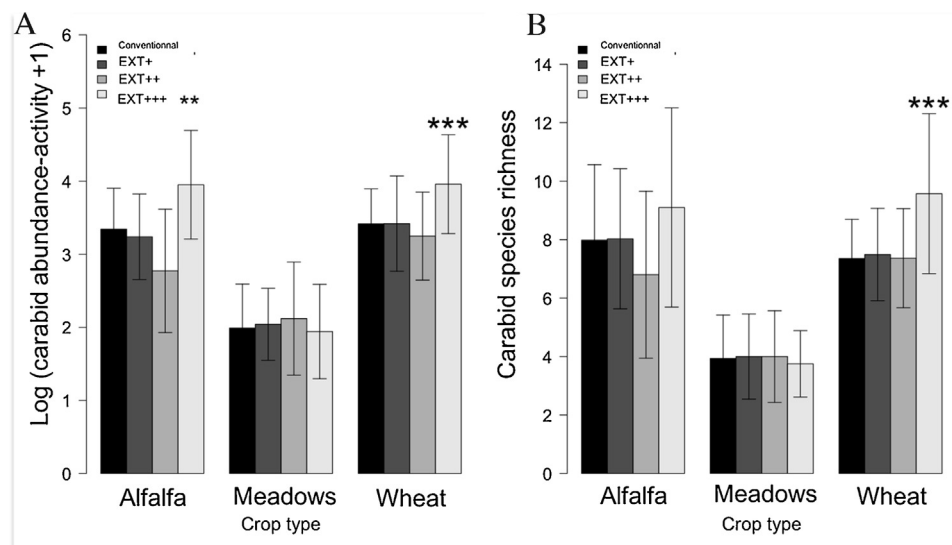 A
Log (carabid abundance-activity +1)
6
5
4
3
2
1
0
Conventionnal
EXT+
EXT++
EXT+++
**
***
Alfalfa
Meadows
Wheat
Crop type
B
Carabid species richness
14
12
10
8
6
4
2
0
Conventionnal
EXT+
EXT++
EXT+++
***
Alfalfa
Meadows
Wheat
Crop type